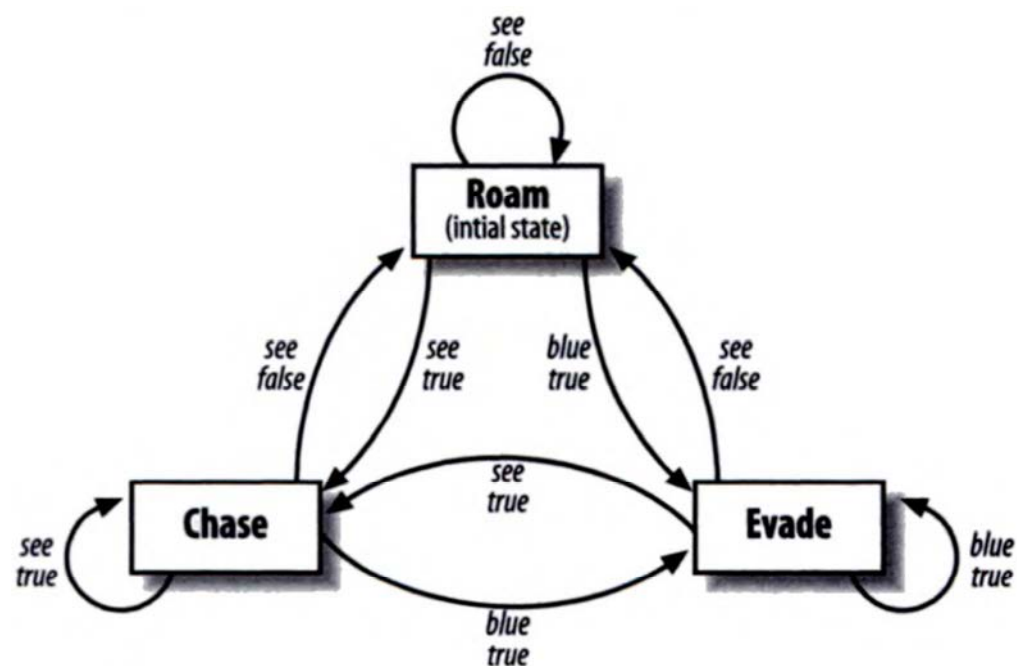 see
false
Roam
(intial state)
see
false
see
true
blue
true
see
false
see
true
Chase
see
true
Evade
blue
true
blue
true